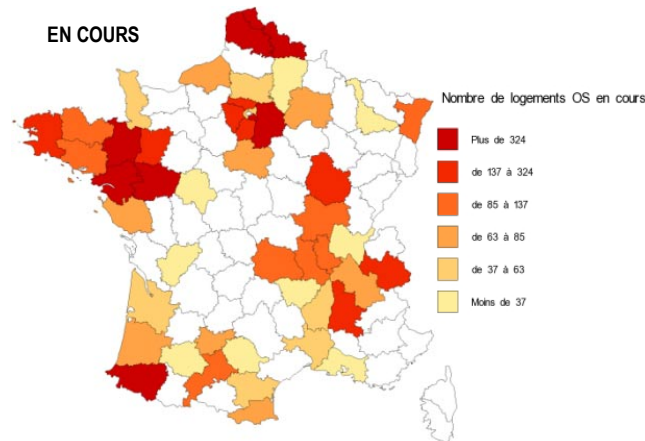 EN COURS
Nombre de logements OS en cours
Plus de 324
de 137 à 324
de 85 à 137
de 63 à 85
de 37 à 63
Moins de 37